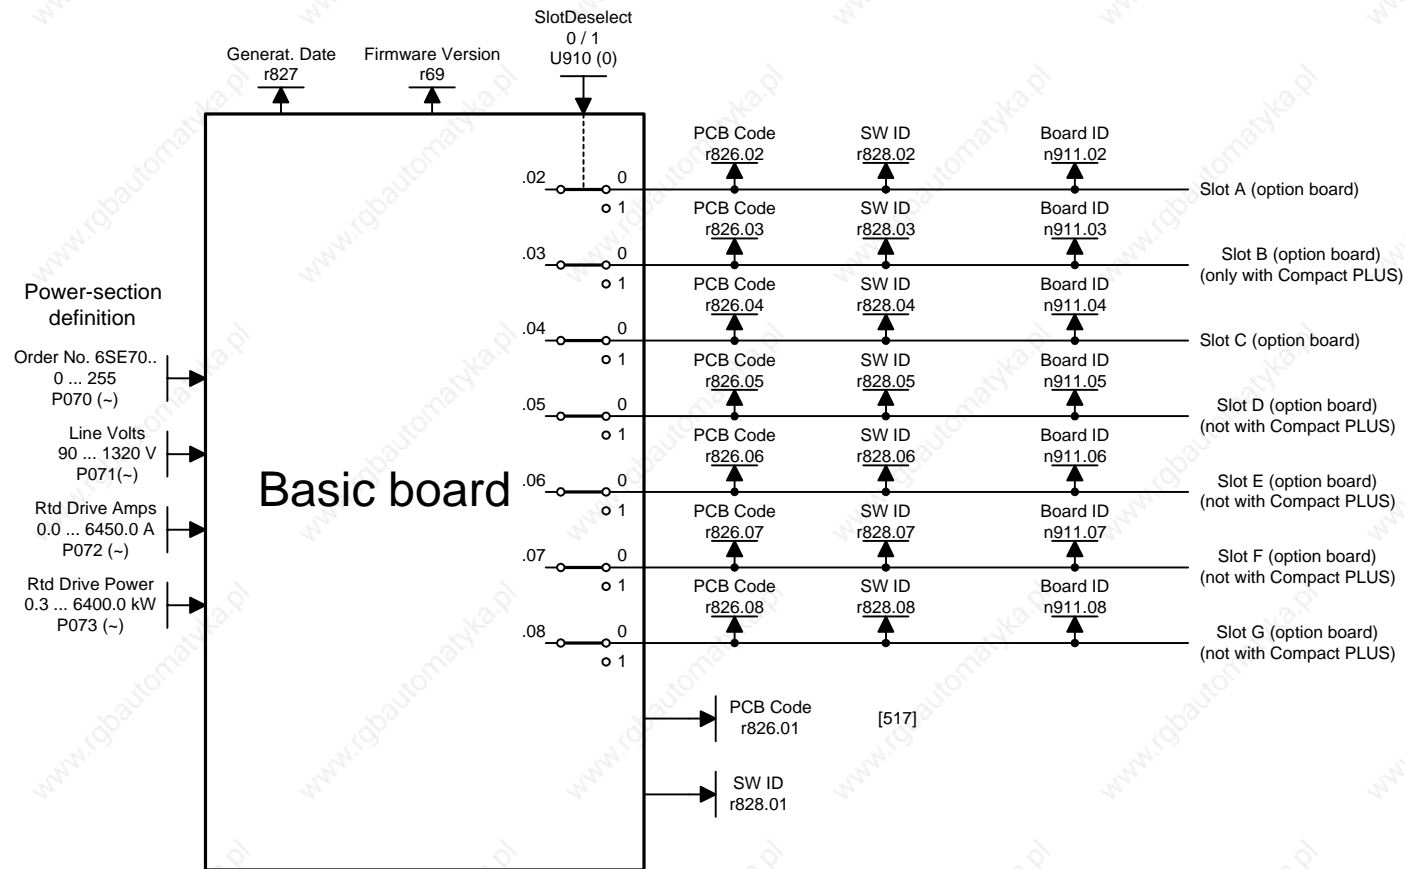 SlotDeselect
0 / 1
U910 (0)
Generat. Date
r827
Firmware Version
r69
PCB Code
r826.02
SW ID
r828.02
Board ID
n911.02
.02
0
1
Slot A (option board)
PCB Code
r826.03
SW ID
r828.03
Board ID
n911.03
.03
0
1
Slot B (option board)
(only with Compact PLUS)
PCB Code
r826.04
SW ID
r828.04
Board ID
n911.04
.04
0
1
Slot C (option board)
PCB Code
r826.05
SW ID
r828.05
Board ID
n911.05
.05
0
1
Slot D (option board)
(not with Compact PLUS)
PCB Code
r826.06
SW ID
r828.06
Board ID
n911.06
.06
0
1
Slot E (option board)
(not with Compact PLUS)
PCB Code
r826.07
SW ID
r828.07
Board ID
n911.07
.07
0
1
Slot F (option board)
(not with Compact PLUS)
PCB Code
r826.08
SW ID
r828.08
Board ID
n911.08
.08
0
1
Slot G (option board)
(not with Compact PLUS)
Power-section
definition
Order No. 6SE70..
0 ... 255
P070 (~)
Line Volts
90 ... 1320 V
P071(~)
Rtd Drive Amps
0.0 ... 6450.0 A
P072 (~)
Rtd Drive Power
0.3 ... 6400.0 kW
P073 (~)
Basic board
PCB Code
r826.01
[517]
SW ID
r828.01
www.rgbautomatyka.pl